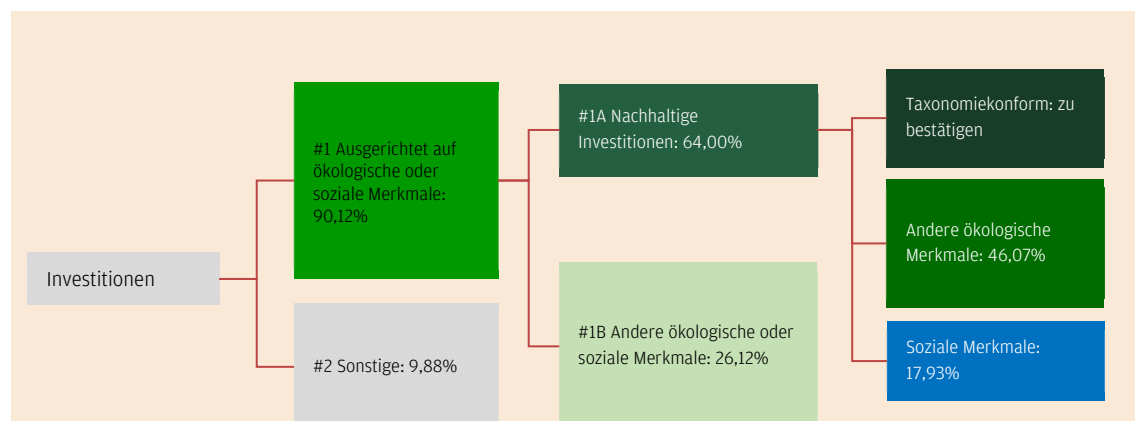 Investitionen
#1 Ausgerichtet auf
ökologische oder
soziale Merkmale:
90,12%
#2 Sonstige: 9,88%
#1A Nachhaltige
Investitionen: 64,00%
#1B Andere ökologische oder
soziale Merkmale: 26,12%
Taxonomiekonform: zu
bestätigen
Andere ökologische
Merkmale: 46,07%
Soziale Merkmale:
17,93%